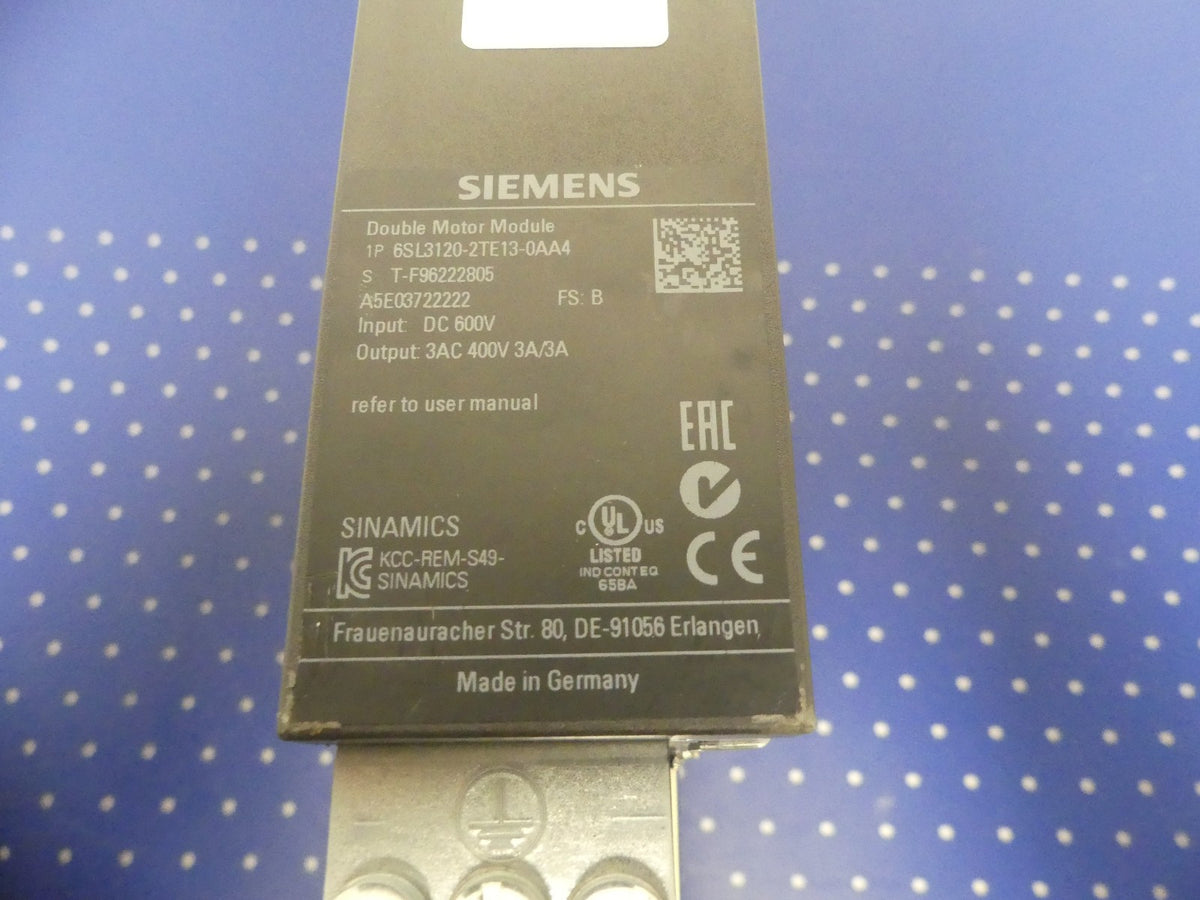 SIEMENS
Double Motor Module
1P 6SL3120-2TE13-0AA4
S T-F96222805
A5E03722222 FS: B
Input: DC 600V
Output: 3AC 400V 3A/3A
refer to user manual
EAC
SINAMICS
KCC-REM-S49-
SINAMICS
C UL US
LISTED
IND CONT EQ
65BA
CE
Frauenauracher Str. 80, DE-91056 Erlangen,
Made in Germany